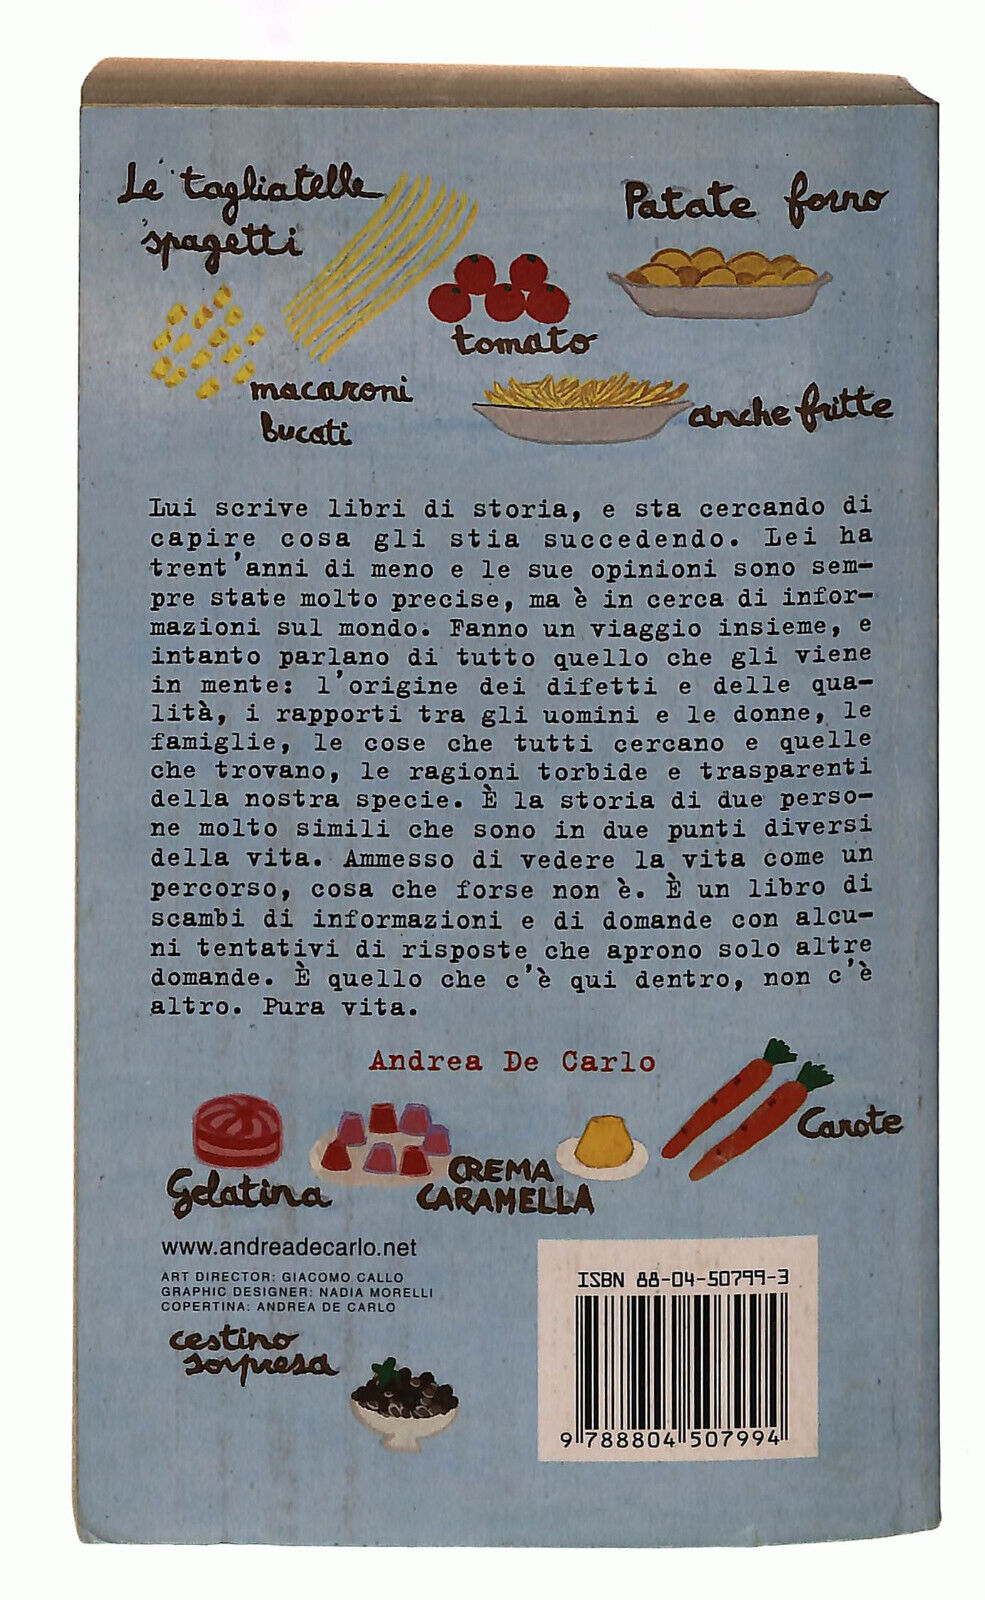 Le tagliatelle
spagetti
Patate forno
tomato
macaroni
bucati
anche fritte
Lui scrive libri di storia, e sta cercando di
capire cosa gli stia succedendo. Lei ha
trent'anni di meno e le sue opinioni sono sem-
pre state molto precise, ma è in cerca di infor-
mazioni sul mondo. Fanno un viaggio insieme, e
intanto parlano di tutto quello che gli viene
in mente: l'origine dei difetti e delle qua-
lità, i rapporti tra gli uomini e le donne, le
famiglie, le cose che tutti cercano e quelle
che trovano, le ragioni torbide e trasparenti
della nostra specie. È la storia di due perso-
ne molto simili che sono in due punti diversi
della vita. Ammesso di vedere la vita come un
percorso, cosa che forse non è. È un libro di
scambi di informazioni e di domande con alcu-
ni tentativi di risposte che aprono solo altre
domande. È quello che c'è qui dentro, non c'è
altro. Pura vita.
Andrea De Carlo
Carote
Gelatina
CREMA
CARAMELLA
www.andreadecarlo.net
ART DIRECTOR: GIACOMO CALLO
GRAPHIC DESIGNER: NADIA MORELLI
COPERTINA: ANDREA DE CARLO
cestino
sorpresa
ISBN 88-04-50799-3
9 788804 507994